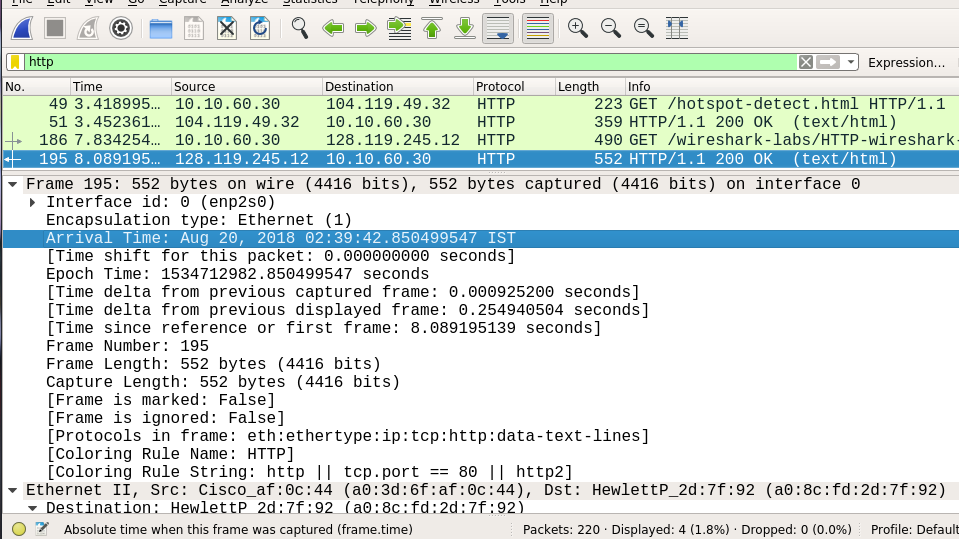 File Edit View Go Capture Analyze Statistics Telephony Wireless Tools Help
http
Expression…
No. Time Source Destination Protocol Length Info
49 3.418995… 10.10.60.30 104.119.49.32 HTTP 223 GET /hotspot-detect.html HTTP/1.1
51 3.452361… 104.119.49.32 10.10.60.30 HTTP 359 HTTP/1.1 200 OK (text/html)
186 7.834254… 10.10.60.30 128.119.245.12 HTTP 490 GET /wireshark-labs/HTTP-wireshark-
195 8.089195… 128.119.245.12 10.10.60.30 HTTP 552 HTTP/1.1 200 OK (text/html)
Frame 195: 552 bytes on wire (4416 bits), 552 bytes captured (4416 bits) on interface 0
Interface id: 0 (enp2s0)
Encapsulation type: Ethernet (1)
Arrival Time: Aug 20, 2018 02:39:42.850499547 IST
[Time shift for this packet: 0.000000000 seconds]
Epoch Time: 1534712982.850499547 seconds
[Time delta from previous captured frame: 0.000925200 seconds]
[Time delta from previous displayed frame: 0.254940504 seconds]
[Time since reference or first frame: 8.089195139 seconds]
Frame Number: 195
Frame Length: 552 bytes (4416 bits)
Capture Length: 552 bytes (4416 bits)
[Frame is marked: False]
[Frame is ignored: False]
[Protocols in frame: eth:ethertype:ip:tcp:http:data-text-lines]
[Coloring Rule Name: HTTP]
[Coloring Rule String: http || tcp.port == 80 || http2]
Ethernet II, Src: Cisco_af:0c:44 (a0:3d:6f:af:0c:44), Dst: HewlettP_2d:7f:92 (a0:8c:fd:2d:7f:92)
Destination: HewlettP_2d:7f:92 (a0:8c:fd:2d:7f:92)
Absolute time when this frame was captured (frame.time)
Packets: 220 · Displayed: 4 (1.8%) · Dropped: 0 (0.0%)
Profile: Default